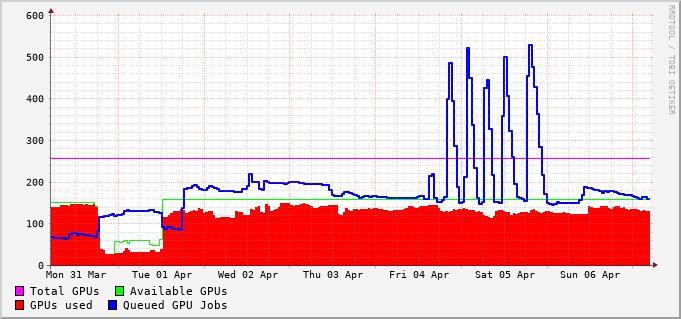 600
500
400
300
200
100
0
Mon 31 Mar Tue 01 Apr Wed 02 Apr Thu 03 Apr Fri 04 Apr Sat 05 Apr Sun 06 Apr
Total GPUs Available GPUs
GPUs used Queued GPU Jobs
RRDTOOL / TOBI OETIKER